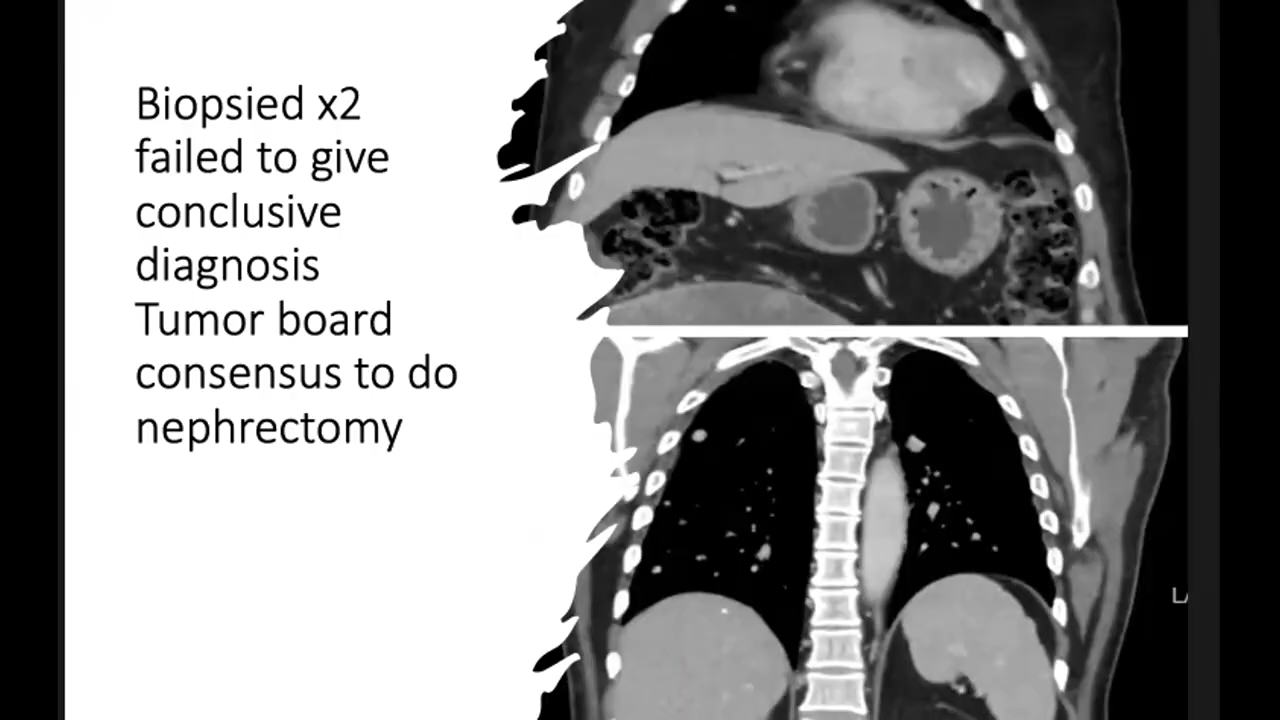 Biopsied x2
failed to give
conclusive
diagnosis
Tumor board
consensus to do
nephrectomy